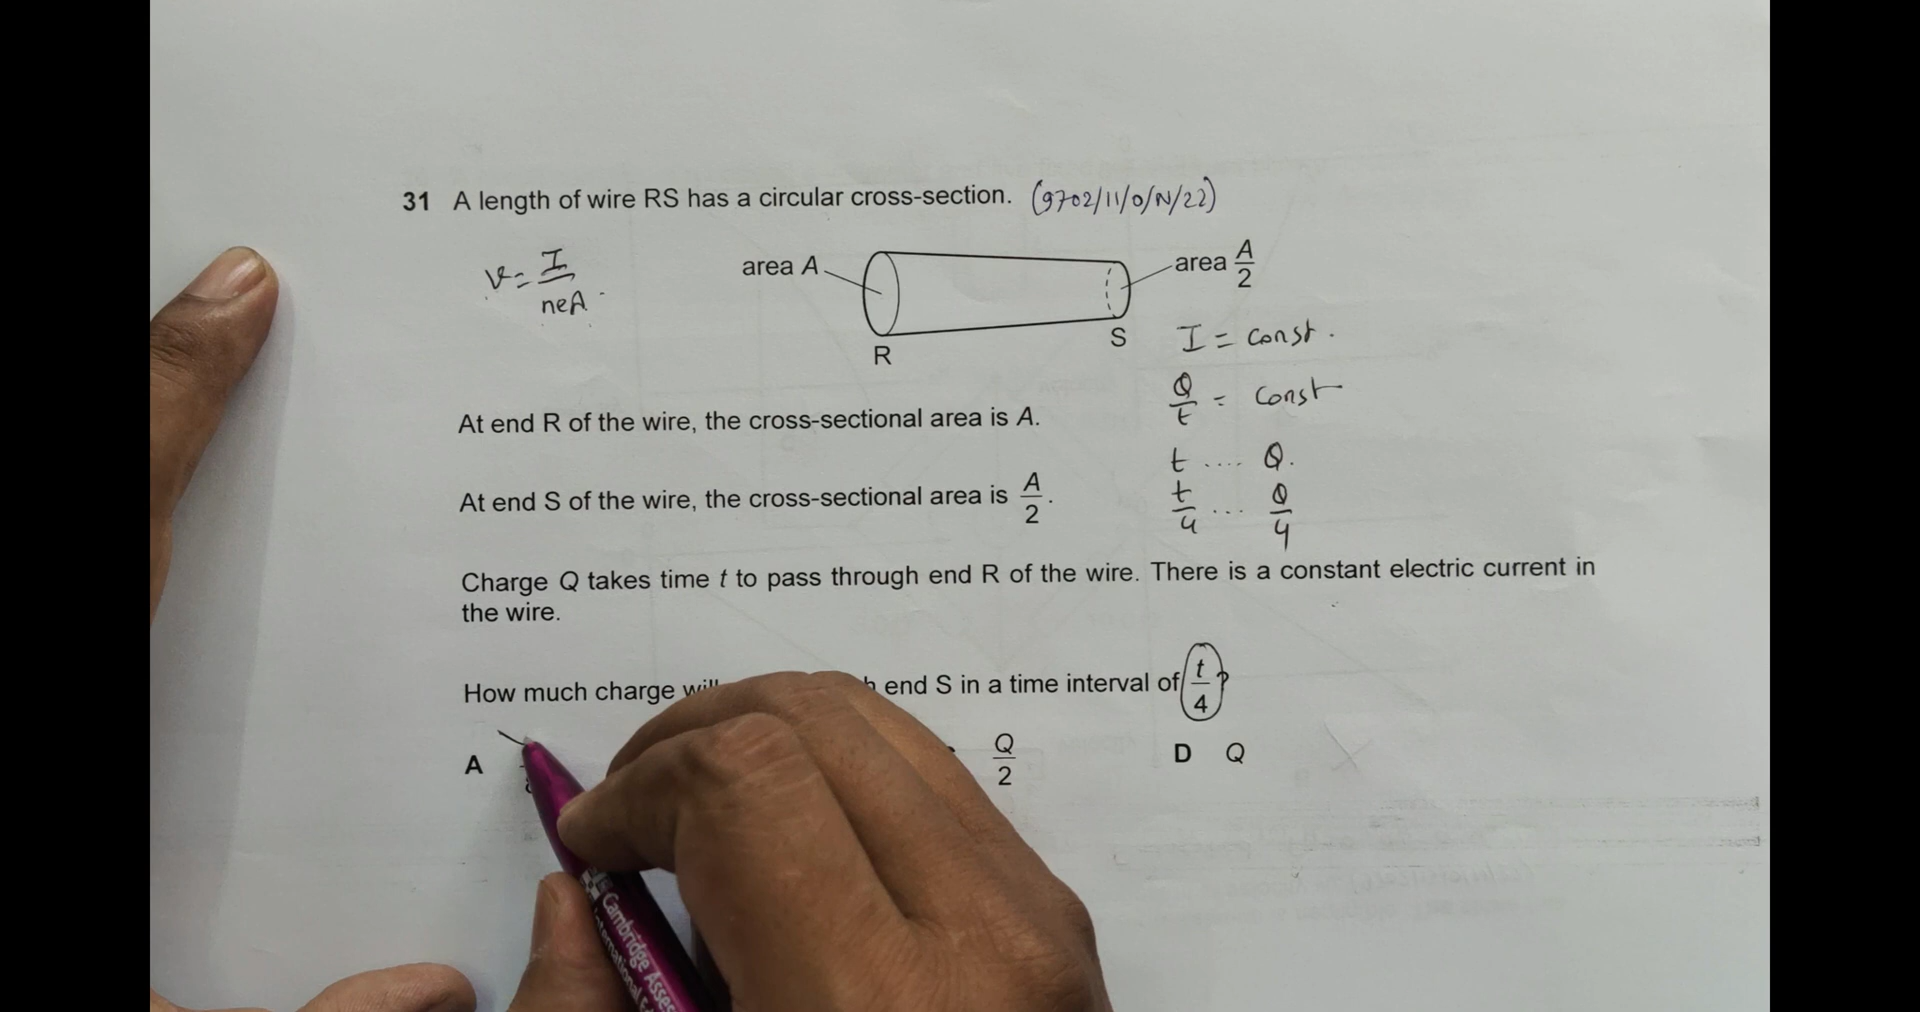 31 A length of wire RS has a circular cross-section. (9702/11/O/N/22)
v = I / neA
area A
area A/2
R
S
I = const.
Q/t = const
At end R of the wire, the cross-sectional area is A.
t .... Q.
At end S of the wire, the cross-sectional area is A/2.
t/4 ... Q/4
Charge Q takes time t to pass through end R of the wire. There is a constant electric current in
the wire.
How much charge will end S in a time interval of t/4?
A Q/2 D Q
Cambridge Asses